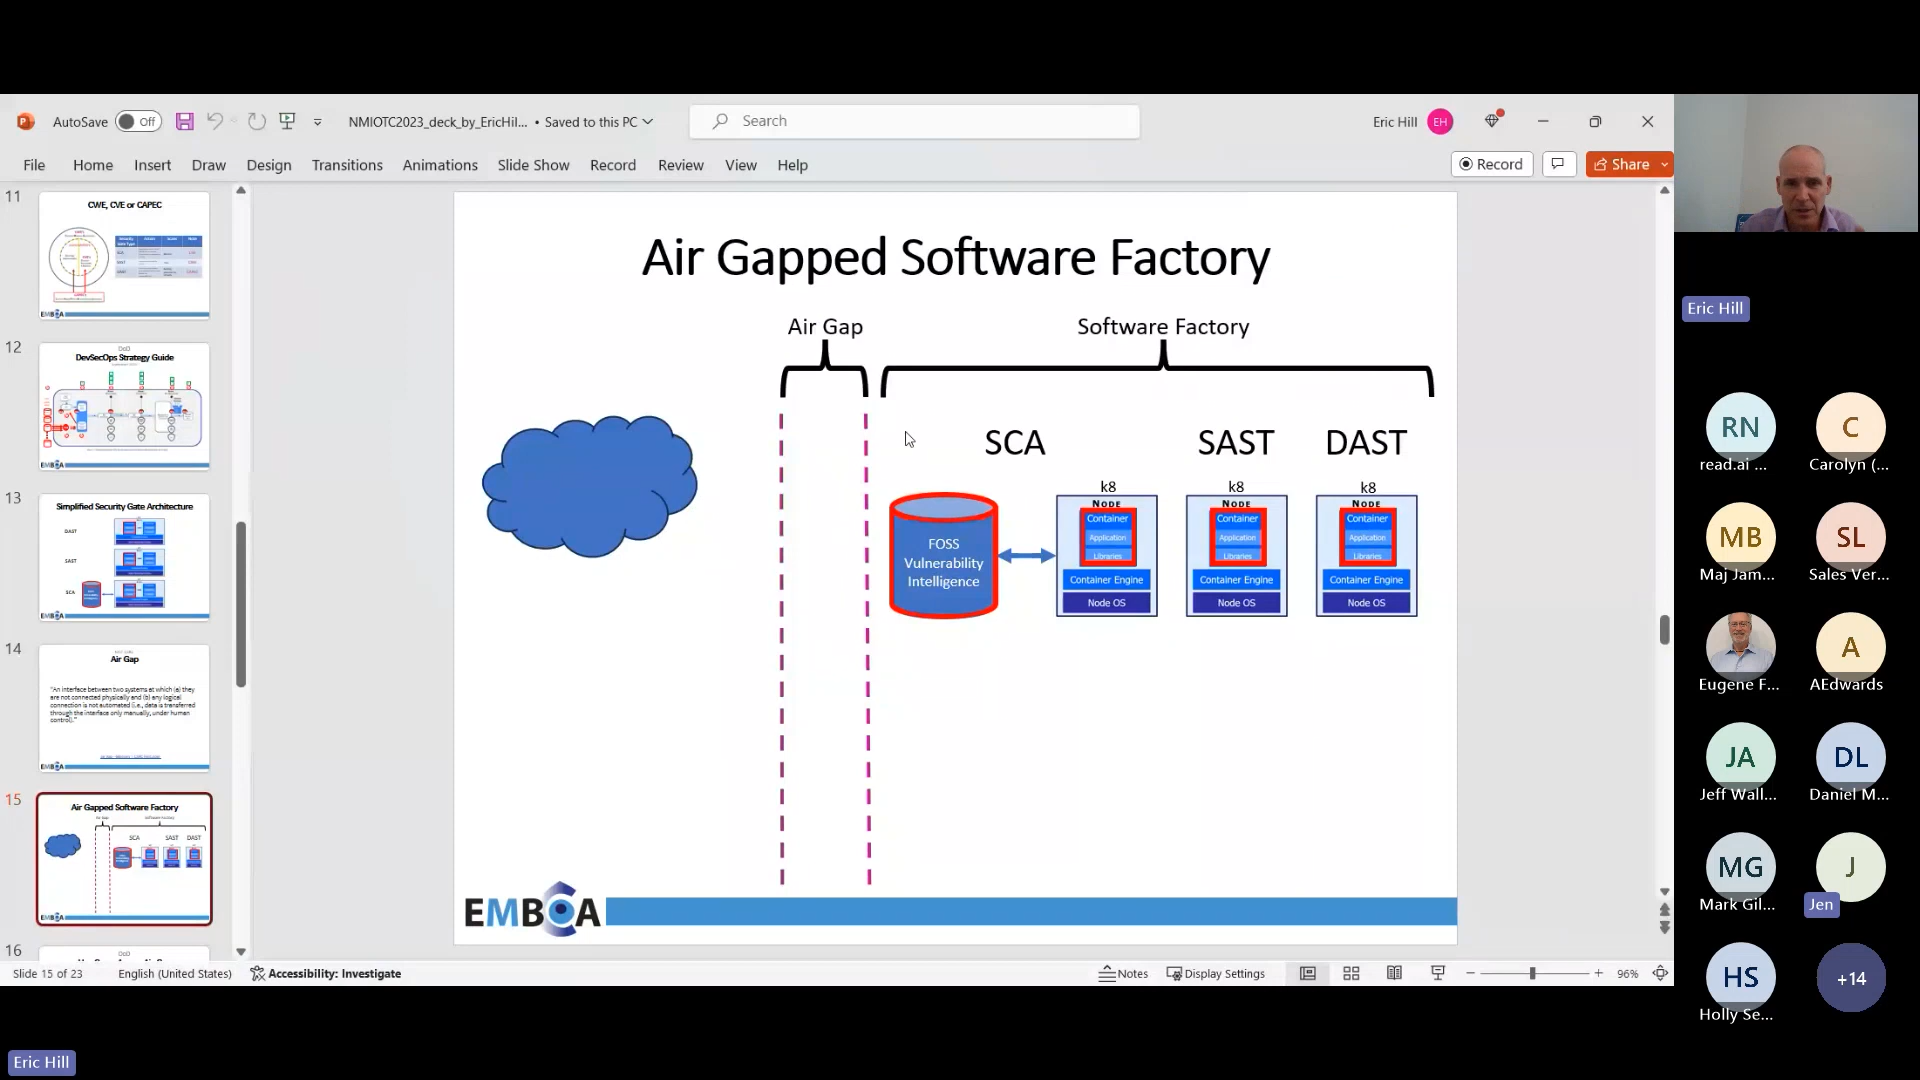 AutoSave Off
NMIOTC2023_deck_by_EricHil... • Saved to this PC
Search
Eric Hill EH
File Home Insert Draw Design Transitions Animations Slide Show Record Review View Help
Record
Share
11
CWE, CVE or CAPEC
EMBOA
12
DoD
DevSecOps Strategy Guide
EMBOA
13
Simplified Security Gate Architecture
DAST
SAST
SCA
EMBOA
14
Air Gap
"An interface between two systems at which (a) they
are not connected physically and (b) any logical
connection is not automated (i.e., data is transferred
through the interface only manually, under human
control)."
EMBOA
15
Air Gapped Software Factory
Air Gap Software Factory
SCA SAST DAST
EMBOA
16
DoD
Air Gapped Software Factory
Air Gap
Software Factory
SCA
SAST
DAST
k8
k8
k8
NODE
NODE
NODE
Container
Application
Libraries
Container Engine
Node OS
Container
Application
Libraries
Container Engine
Node OS
Container
Application
Libraries
Container Engine
Node OS
FOSS
Vulnerability
Intelligence
EMBOA
Slide 15 of 23
English (United States)
Accessibility: Investigate
Notes
Display Settings
96%
Eric Hill
RN
read.ai ...
C
Carolyn (...
MB
Maj Jam...
SL
Sales Ver...
Eugene F...
A
AEdwards
JA
Jeff Wall...
DL
Daniel M...
MG
Mark Gil...
J
Jen
HS
Holly Se...
+14
Eric Hill